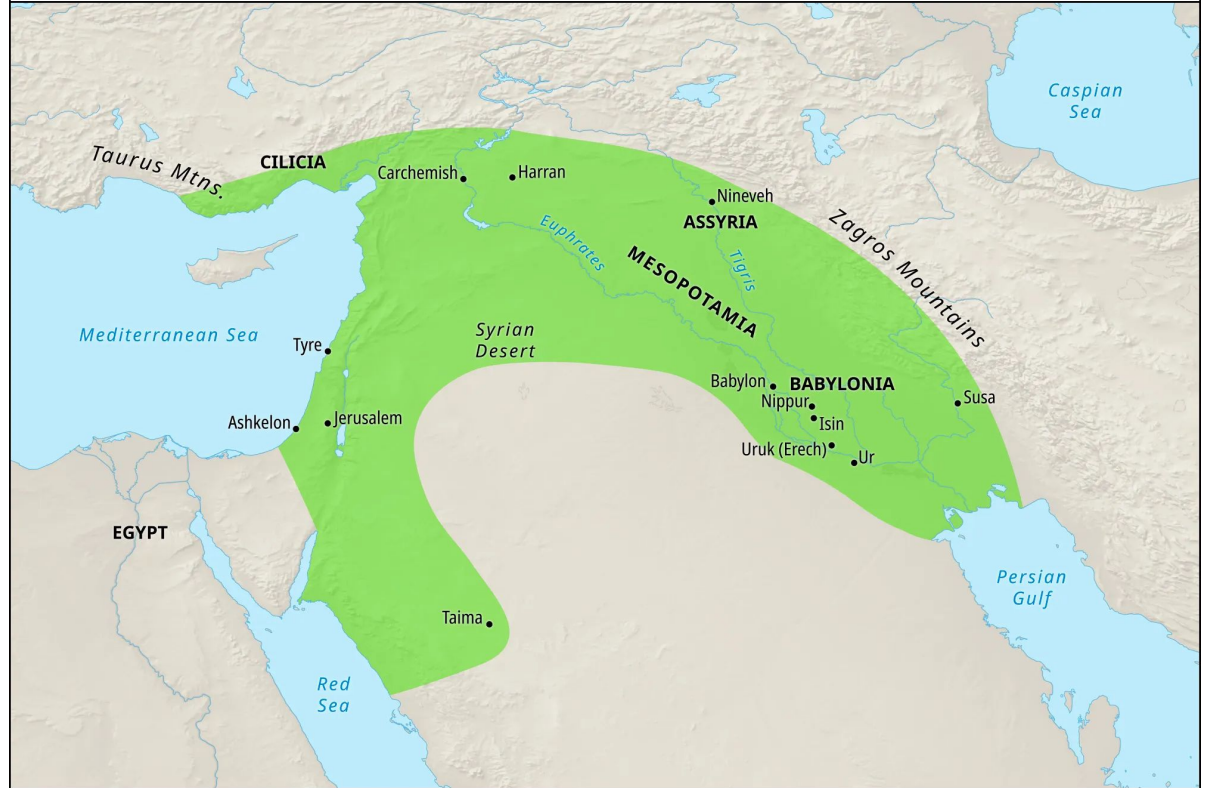 Caspian
Sea
Taurus Mtns.
CILICIA
Carchemish
Harran
Nineveh
ASSYRIA
Zagros Mountains
Euphrates
Tigris
MESOPOTAMIA
Mediterranean Sea
Tyre
Syrian
Desert
Babylon
BABYLONIA
Nippur
Susa
Ashkelon
Jerusalem
Isin
Uruk (Erech)
Ur
EGYPT
Persian
Gulf
Taima
Red
Sea